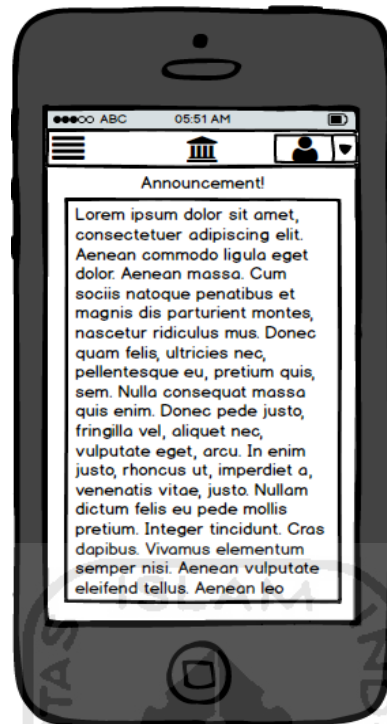 ABC 05:51 AM
Announcement!
Lorem ipsum dolor sit amet,
consectetuer adipiscing elit.
Aenean commodo ligula eget
dolor. Aenean massa. Cum
sociis natoque penatibus et
magnis dis parturient montes,
nascetur ridiculus mus. Donec
quam felis, ultricies nec,
pellentesque eu, pretium quis,
sem. Nulla consequat massa
quis enim. Donec pede justo,
fringilla vel, aliquet nec,
vulputate eget, arcu. In enim
justo, rhoncus ut, imperdiet a,
venenatis vitae, justo. Nullam
dictum felis eu pede mollis
pretium. Integer tincidunt. Cras
dapibus. Vivamus elementum
semper nisi. Aenean vulputate
eleifend tellus. Aenean leo
ISLAM